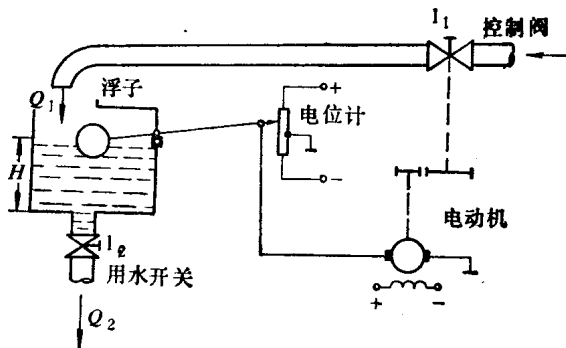 I₁
控制阀
Q₁
浮子
+
电位计
H
−
电动机
I₂
用水开关
+ −
Q₂